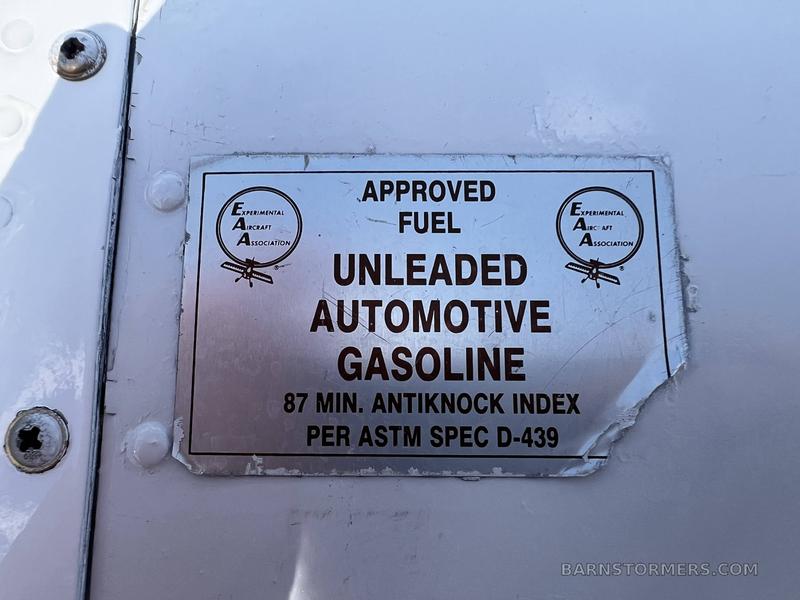 APPROVED
FUEL
EXPERIMENTAL
AIRCRAFT
ASSOCIATION
®
EXPERIMENTAL
AIRCRAFT
ASSOCIATION
®
UNLEADED
AUTOMOTIVE
GASOLINE
87 MIN. ANTIKNOCK INDEX
PER ASTM SPEC D-439
BARNSTORMERS.COM